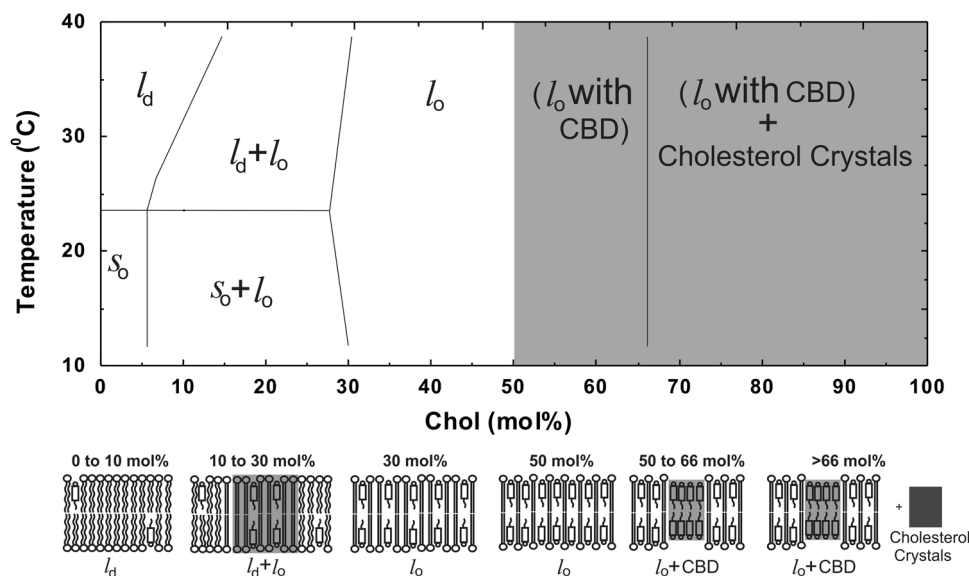 40
30
20
10
Temperature (⁰C)
l_d
l_d+l_o
l_o
s_o
s_o+l_o
(l_o with
CBD)
(l_o with CBD)
+
Cholesterol Crystals
0 10 20 30 40 50 60 70 80 90 100
Chol (mol%)
0 to 10 mol% 10 to 30 mol% 30 mol% 50 mol% 50 to 66 mol% >66 mol%
+
Cholesterol
Crystals
l_d l_d+l_o l_o l_o l_o+CBD l_o+CBD